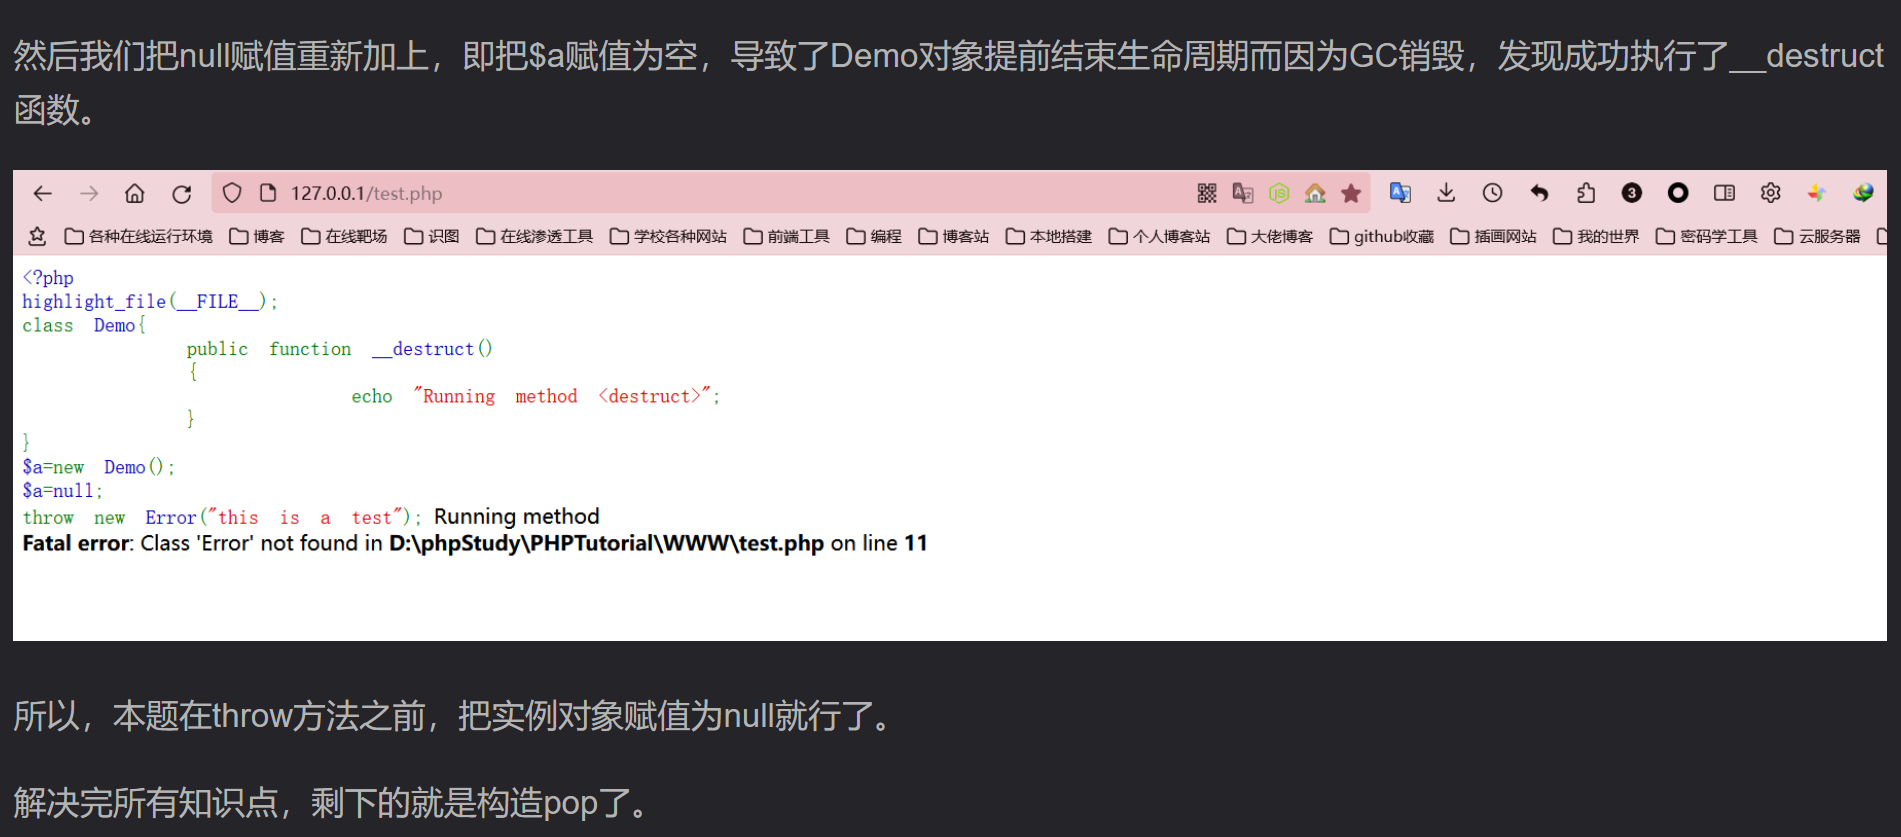 然后我们把null赋值重新加上，即把$a赋值为空，导致了Demo对象提前结束生命周期而因为GC销毁，发现成功执行了__destruct
函数。
127.0.0.1/test.php
各种在线运行环境 博客 在线靶场 识图 在线渗透工具 学校各种网站 前端工具 编程 博客站 本地搭建 个人博客站 大佬博客 github收藏 插画网站 我的世界 密码学工具 云服务器
<?php
highlight_file(__FILE__);
class Demo{
public function __destruct()
{
echo "Running method <destruct>";
}
}
$a=new Demo();
$a=null;
throw new Error("this is a test"); Running method
Fatal error: Class 'Error' not found in D:\phpStudy\PHPTutorial\WWW\test.php on line 11
所以，本题在throw方法之前，把实例对象赋值为null就行了。
解决完所有知识点，剩下的就是构造pop了。